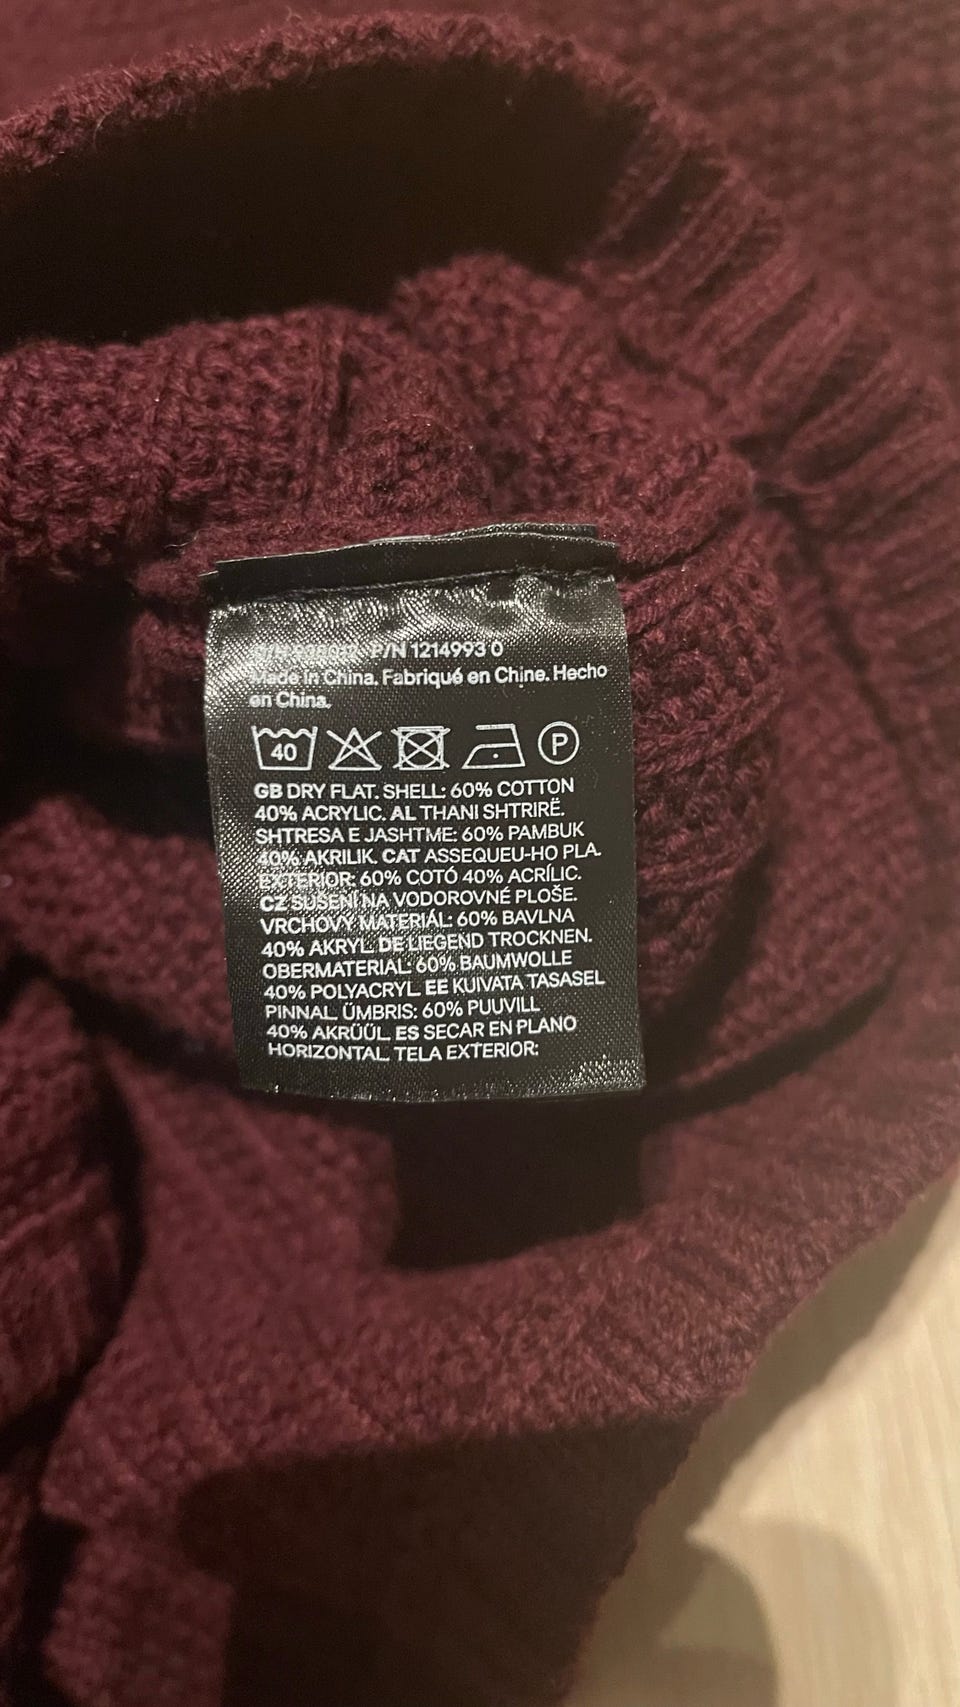 P/N 1214993 0
Made in China. Fabriqué en Chine. Hecho
en China.
40 P
GB DRY FLAT. SHELL: 60% COTTON
40% ACRYLIC. AL THANI SHTRIRË.
SHTRESA E JASHTME: 60% PAMBUK
40% AKRILIK. CAT ASSEQUEU-HO PLA.
EXTERIOR: 60% COTÓ 40% ACRÍLIC.
CZ SUŠENÍ NA VODOROVNÉ PLOŠE.
VRCHOVÝ MATERIÁL: 60% BAVLNA
40% AKRYL. DE LIEGEND TROCKNEN.
OBERMATERIAL: 60% BAUMWOLLE
40% POLYACRYL. EE KUIVATA TASASEL
PINNAL. ÜMBRIS: 60% PUUVILL
40% AKRÜÜL. ES SECAR EN PLANO
HORIZONTAL. TELA EXTERIOR: